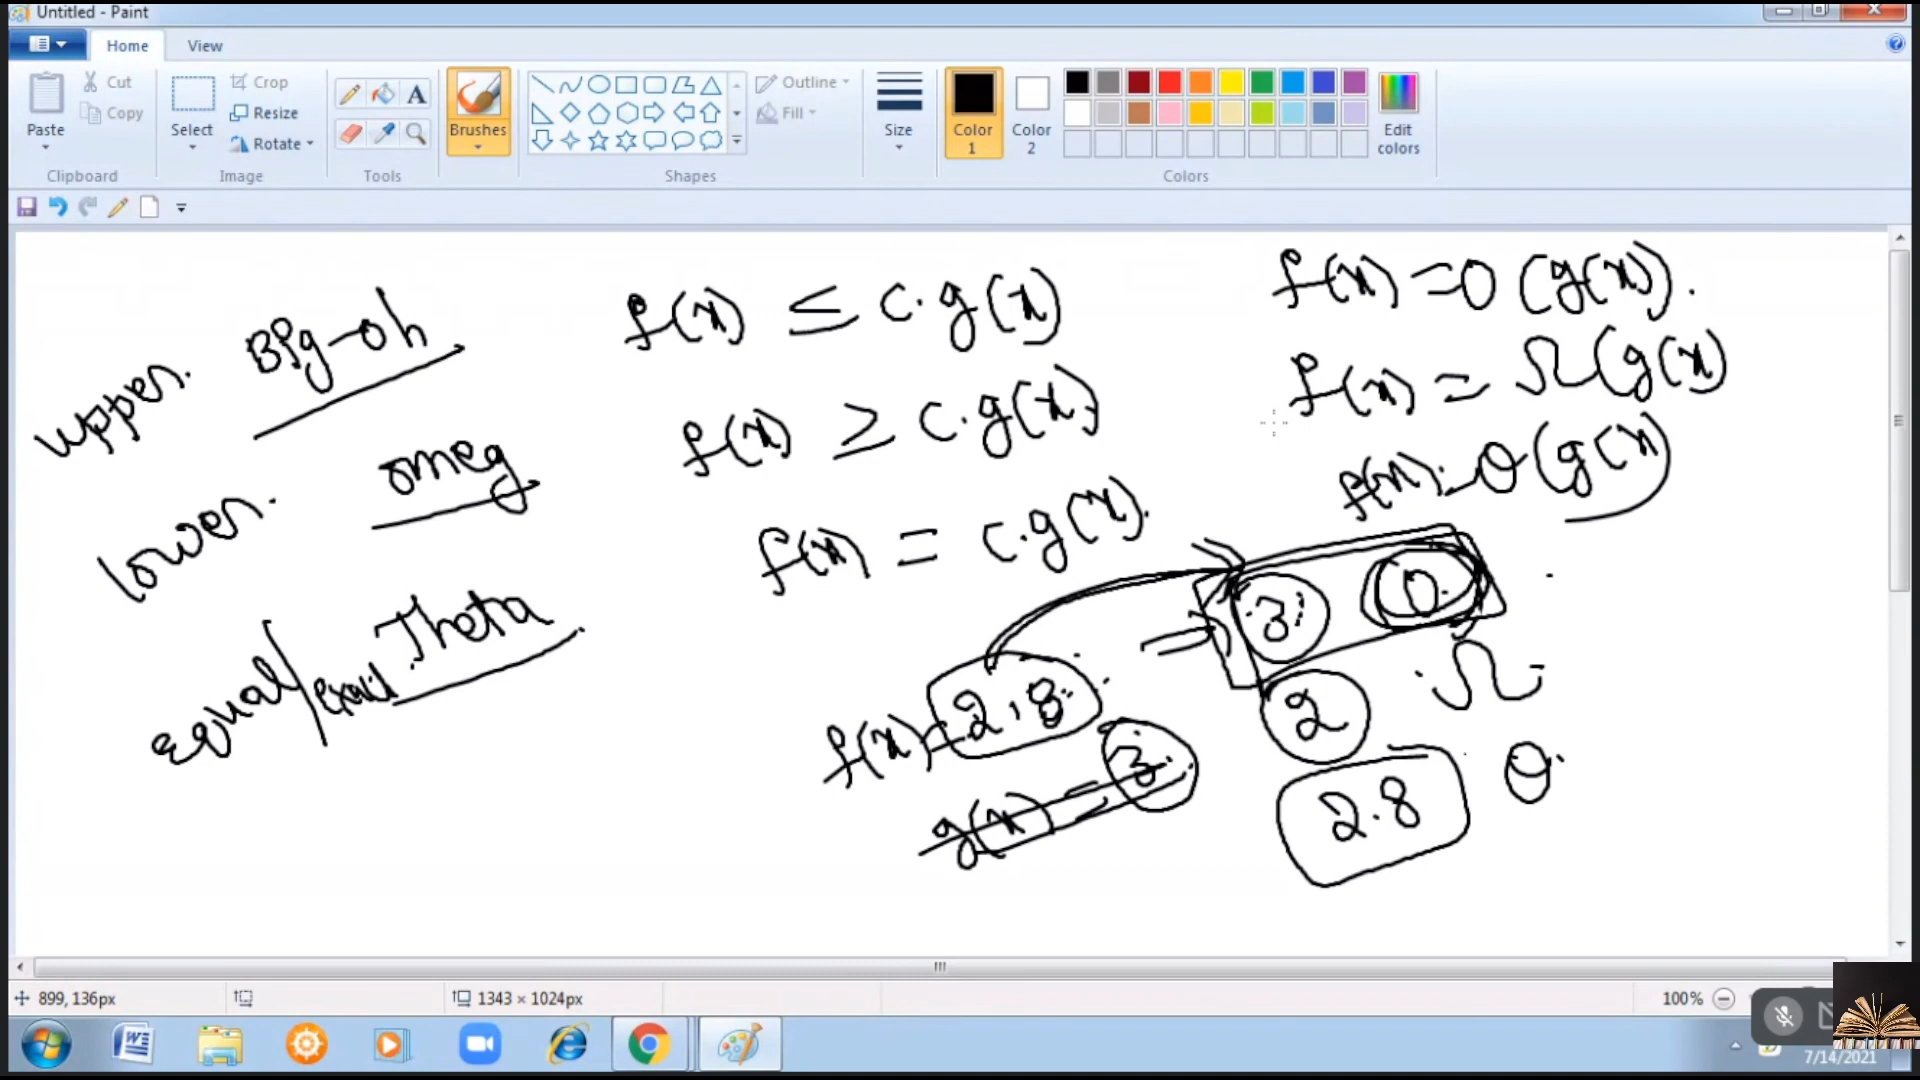 Untitled - Paint
Home View
Cut
Copy
Paste
Clipboard
Crop
Resize
Rotate
Select
Image
Tools
Brushes
Shapes
Outline
Fill
Size
Color 1
Color 2
Edit colors
Colors
upper. Big-oh
f(x) ≤ c.g(x)
f(x) = O (g(x)).
lower. omeg
f(x) ≥ c.g(x)
f(x) = Ω (g(x)
equal/exact Theta
f(x) = c.g(x).
f(x) = θ (g(x)
3 O
f(x) = 2.8
2 Ω
g(x) = 3
2.8 θ
899, 136px
1343 × 1024px
100%
7/14/2021